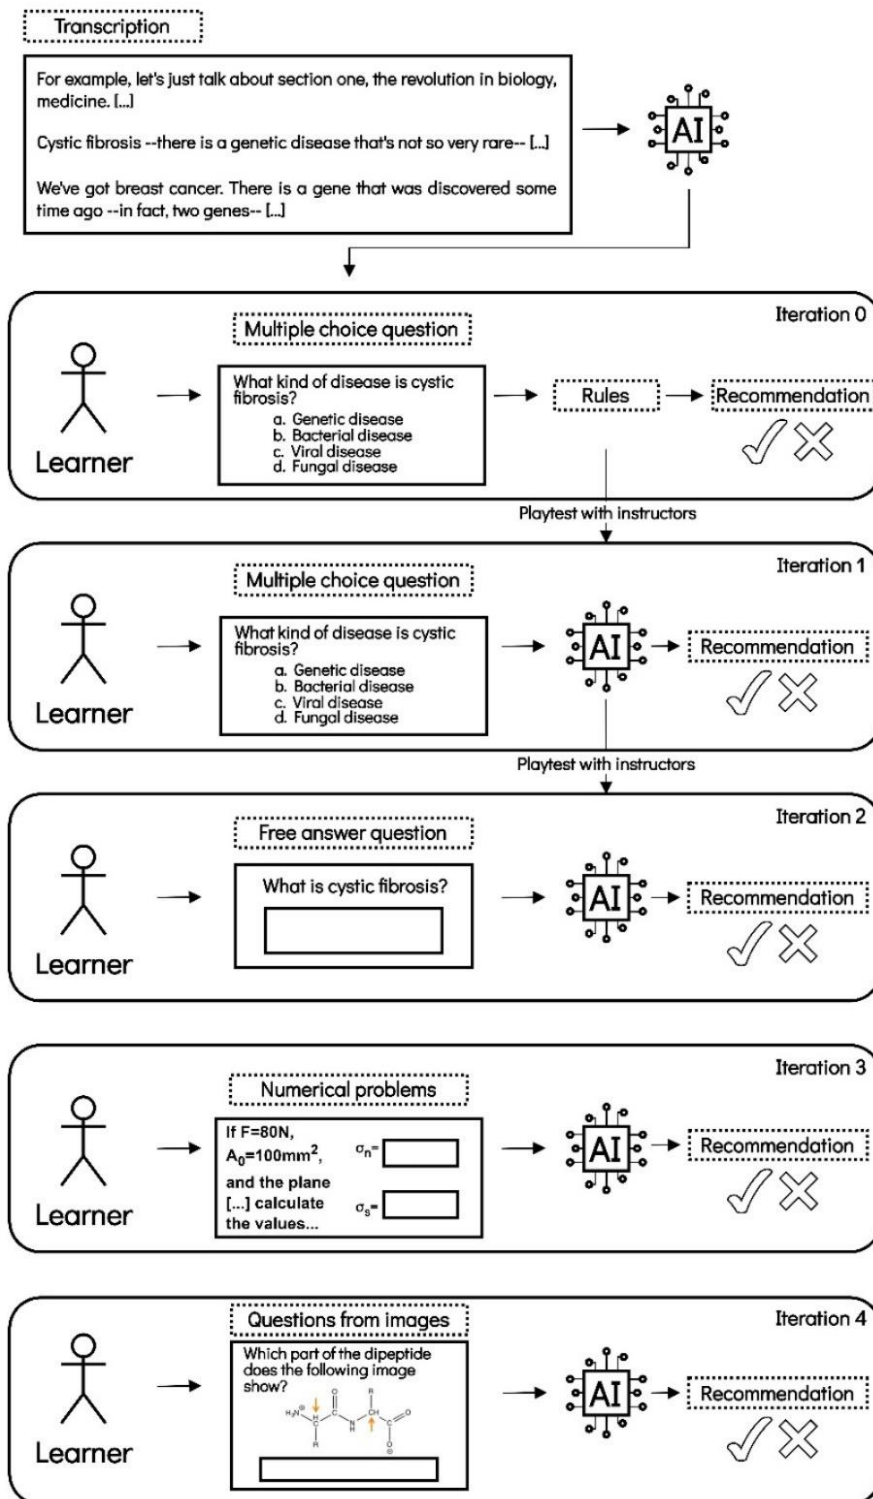 Transcription
For example, let's just talk about section one, the revolution in biology,
medicine. [...]
Cystic fibrosis --there is a genetic disease that's not so very rare-- [...]
We've got breast cancer. There is a gene that was discovered some
time ago --in fact, two genes-- [...]
AI
Iteration 0
Multiple choice question
What kind of disease is cystic
fibrosis?
a. Genetic disease
b. Bacterial disease
c. Viral disease
d. Fungal disease
Rules
Recommendation
Learner
Playtest with instructors
Iteration 1
Multiple choice question
What kind of disease is cystic
fibrosis?
a. Genetic disease
b. Bacterial disease
c. Viral disease
d. Fungal disease
AI
Recommendation
Learner
Playtest with instructors
Iteration 2
Free answer question
What is cystic fibrosis?
AI
Recommendation
Learner
Iteration 3
Numerical problems
If F=80N,
A₀=100mm²,
and the plane
[...] calculate
the values...
σₙ=
σₛ=
AI
Recommendation
Learner
Iteration 4
Questions from images
Which part of the dipeptide
does the following image
show?
O
R
H₃N⊕
H
C
C
CH
O
R
N
H
C
O
⊖
AI
Recommendation
Learner